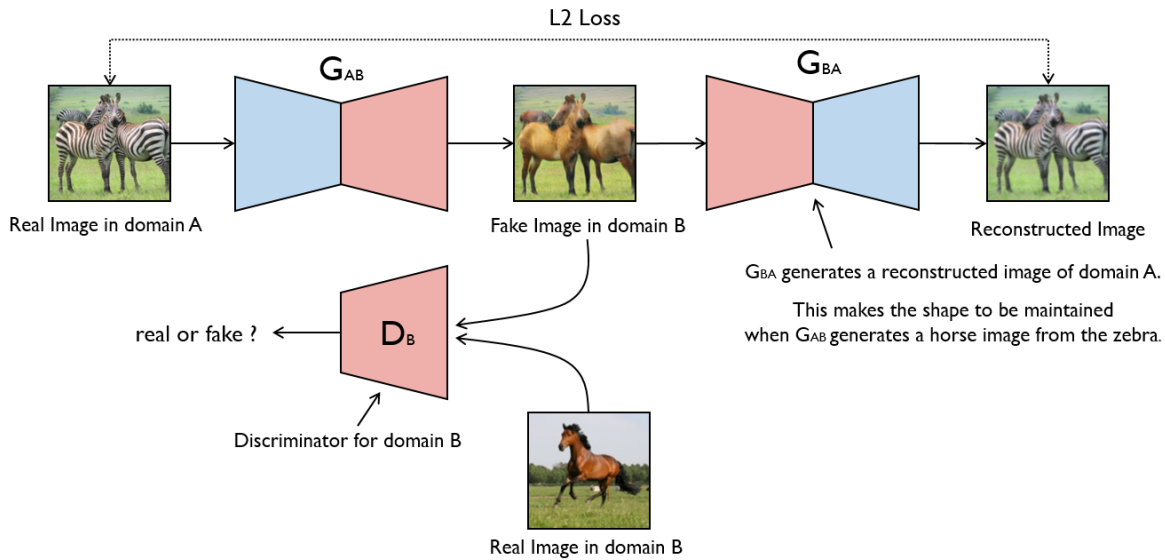 L2 Loss
GAB
GBA
Real Image in domain A
Fake Image in domain B
Reconstructed Image
GBA generates a reconstructed image of domain A.
This makes the shape to be maintained
when GAB generates a horse image from the zebra.
real or fake ?
DB
Discriminator for domain B
Real Image in domain B